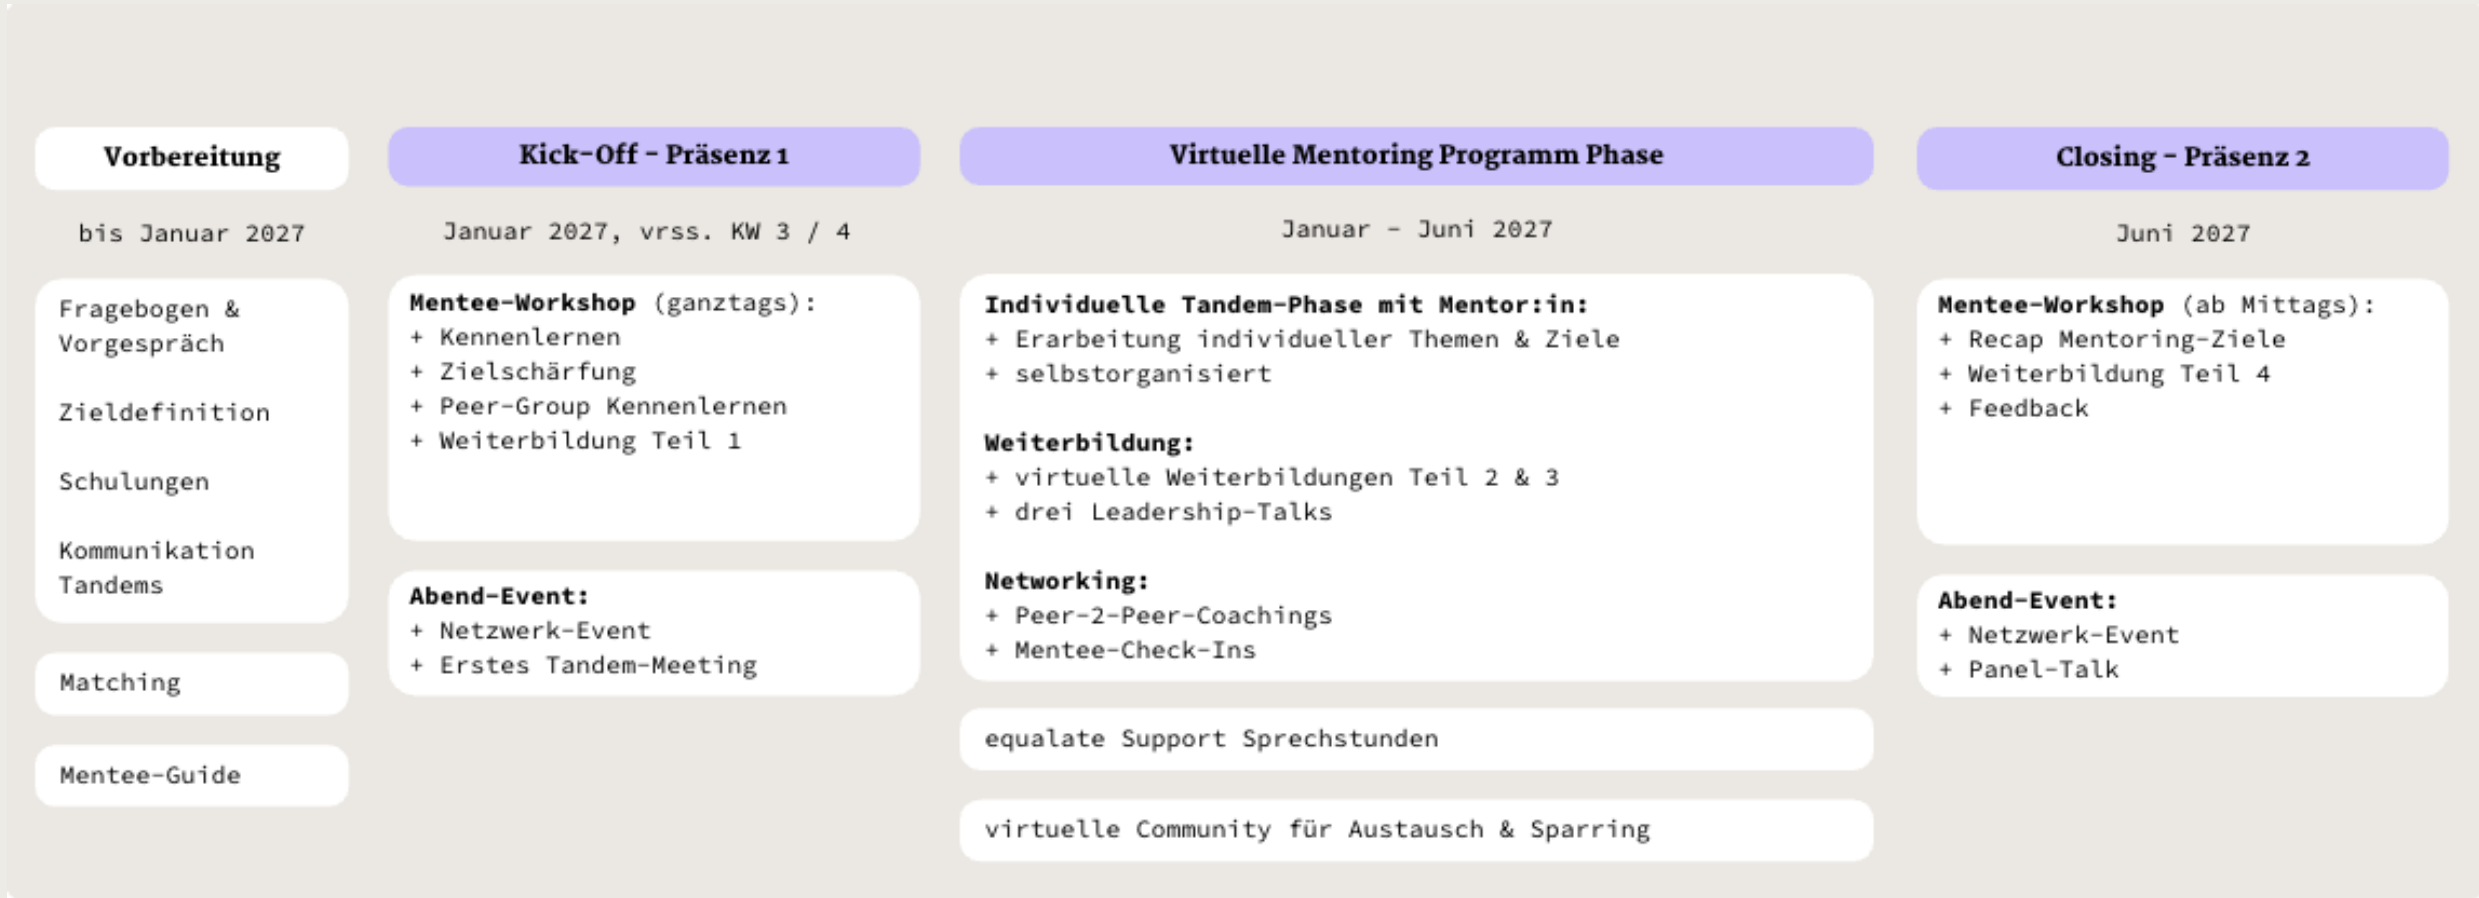 Vorbereitung
bis Januar 2027
Fragebogen &
Vorgespräch
Zieldefinition
Schulungen
Kommunikation
Tandems
Matching
Mentee-Guide
Kick-Off - Präsenz 1
Januar 2027, vrss. KW 3 / 4
Mentee-Workshop (ganztags):
+ Kennenlernen
+ Zielschärfung
+ Peer-Group Kennenlernen
+ Weiterbildung Teil 1
Abend-Event:
+ Netzwerk-Event
+ Erstes Tandem-Meeting
Virtuelle Mentoring Programm Phase
Januar - Juni 2027
Individuelle Tandem-Phase mit Mentor:in:
+ Erarbeitung individueller Themen & Ziele
+ selbstorganisiert
Weiterbildung:
+ virtuelle Weiterbildungen Teil 2 & 3
+ drei Leadership-Talks
Networking:
+ Peer-2-Peer-Coachings
+ Mentee-Check-Ins
equalate Support Sprechstunden
virtuelle Community für Austausch & Sparring
Closing - Präsenz 2
Juni 2027
Mentee-Workshop (ab Mittags):
+ Recap Mentoring-Ziele
+ Weiterbildung Teil 4
+ Feedback
Abend-Event:
+ Netzwerk-Event
+ Panel-Talk